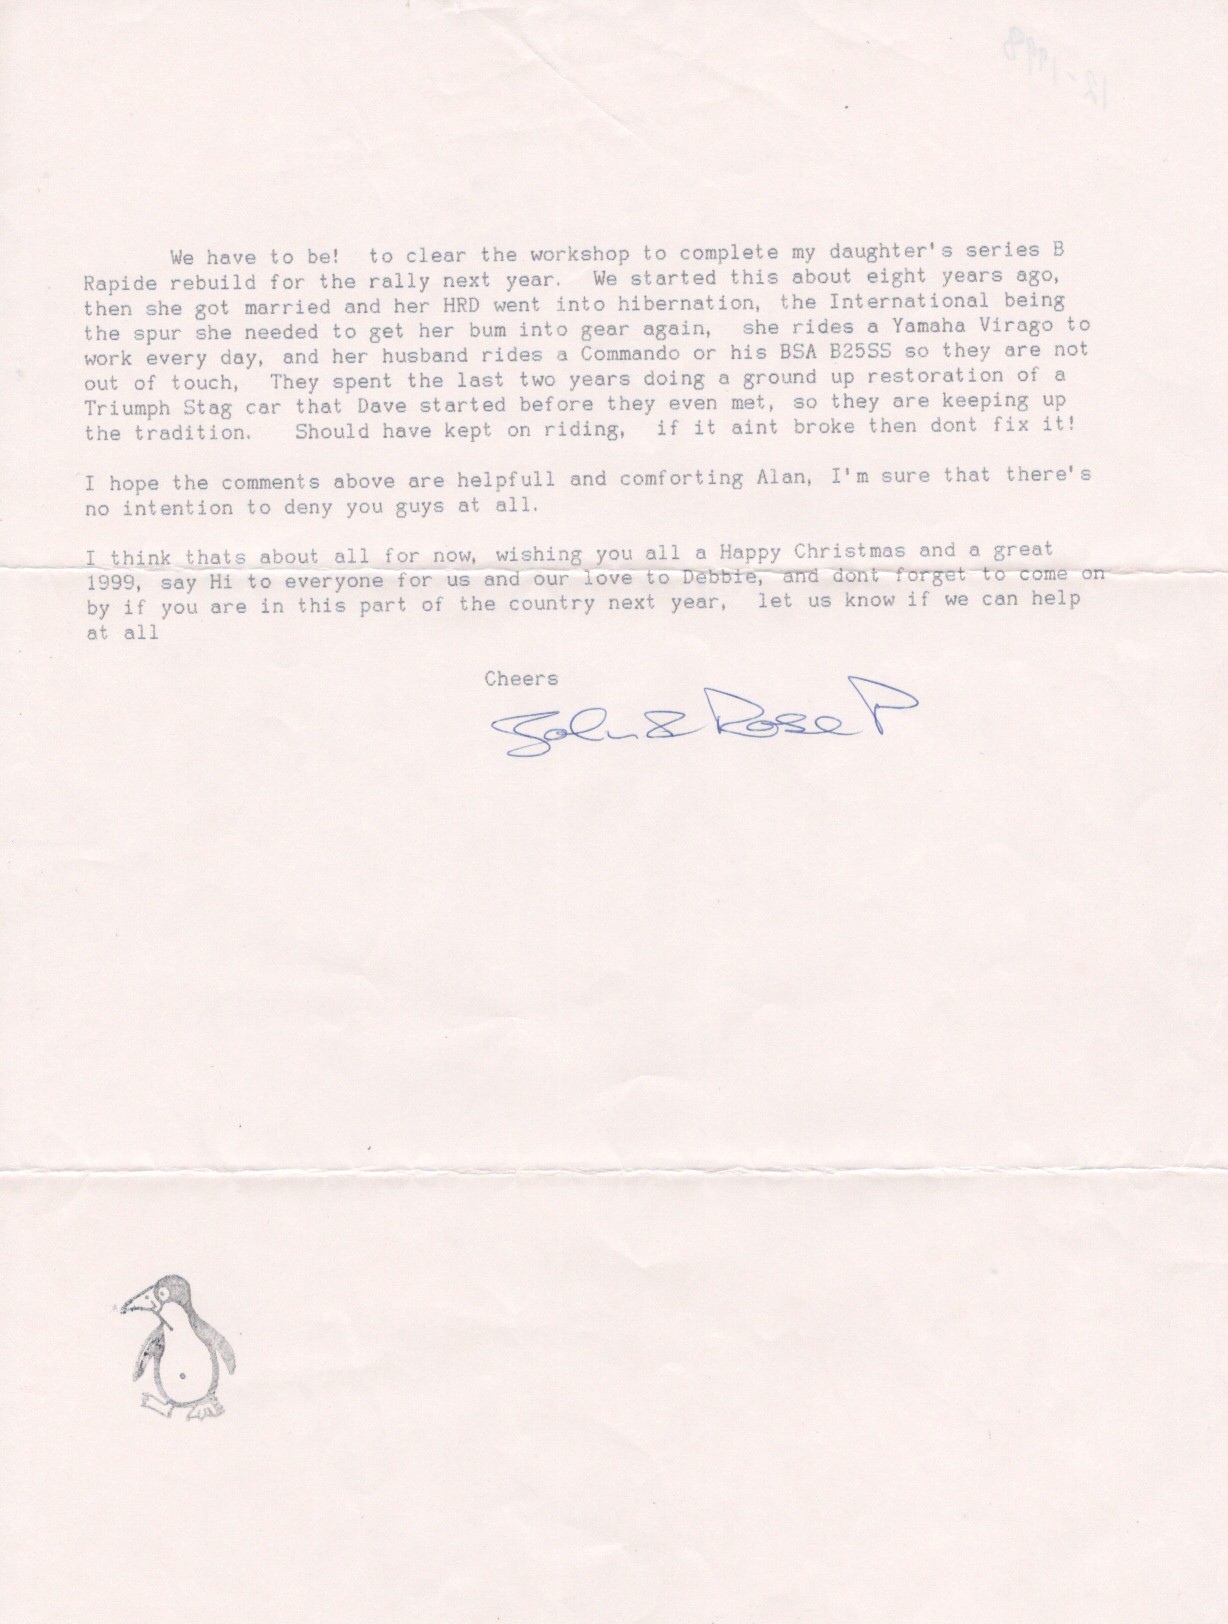 12-1998
We have to be!  to clear the workshop to complete my daughter's series B
Rapide rebuild for the rally next year.  We started this about eight years ago,
then she got married and her HRD went into hibernation, the International being
the spur she needed to get her bum into gear again,  she rides a Yamaha Virago to
work every day, and her husband rides a Commando or his BSA B25SS so they are not
out of touch,  They spent the last two years doing a ground up restoration of a
Triumph Stag car that Dave started before they even met, so they are keeping up
the tradition.  Should have kept on riding,  if it aint broke then dont fix it!
I hope the comments above are helpfull and comforting Alan, I'm sure that there's
no intention to deny you guys at all.
I think thats about all for now, wishing you all a Happy Christmas and a great
1999, say Hi to everyone for us and our love to Debbie, and dont forget to come on
by if you are in this part of the country next year,  let us know if we can help
at all
Cheers
John & Rose P